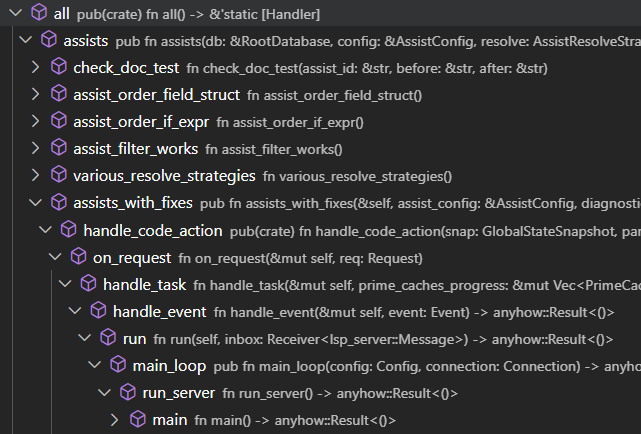 all pub(crate) fn all() -> &'static [Handler]
assists pub fn assists(db: &RootDatabase, config: &AssistConfig, resolve: AssistResolveStra
check_doc_test fn check_doc_test(assist_id: &str, before: &str, after: &str)
assist_order_field_struct fn assist_order_field_struct()
assist_order_if_expr fn assist_order_if_expr()
assist_filter_works fn assist_filter_works()
various_resolve_strategies fn various_resolve_strategies()
assists_with_fixes pub fn assists_with_fixes(&self, assist_config: &AssistConfig, diagnostic
handle_code_action pub(crate) fn handle_code_action(snap: GlobalStateSnapshot, par
on_request fn on_request(&mut self, req: Request)
handle_task fn handle_task(&mut self, prime_caches_progress: &mut Vec<PrimeCac
handle_event fn handle_event(&mut self, event: Event) -> anyhow::Result<()>
run fn run(self, inbox: Receiver<lsp_server::Message>) -> anyhow::Result<()>
main_loop pub fn main_loop(config: Config, connection: Connection) -> anyho
run_server fn run_server() -> anyhow::Result<()>
main fn main() -> anyhow::Result<()>